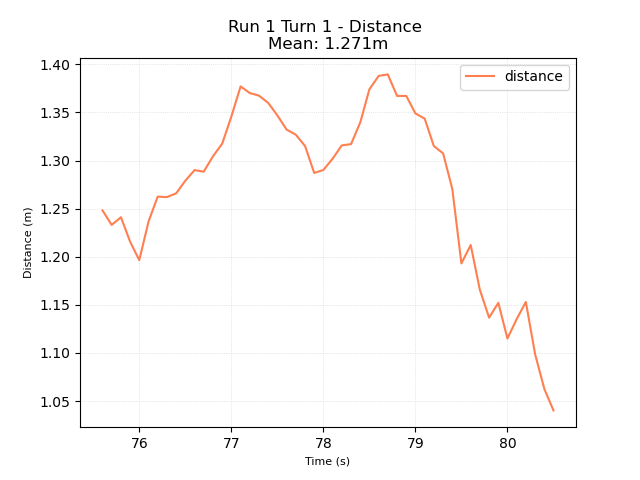 Run 1 Turn 1 - Distance
Mean: 1.271m
distance
1.40
1.35
1.30
1.25
1.20
1.15
1.10
1.05
Distance (m)
76 77 78 79 80
Time (s)